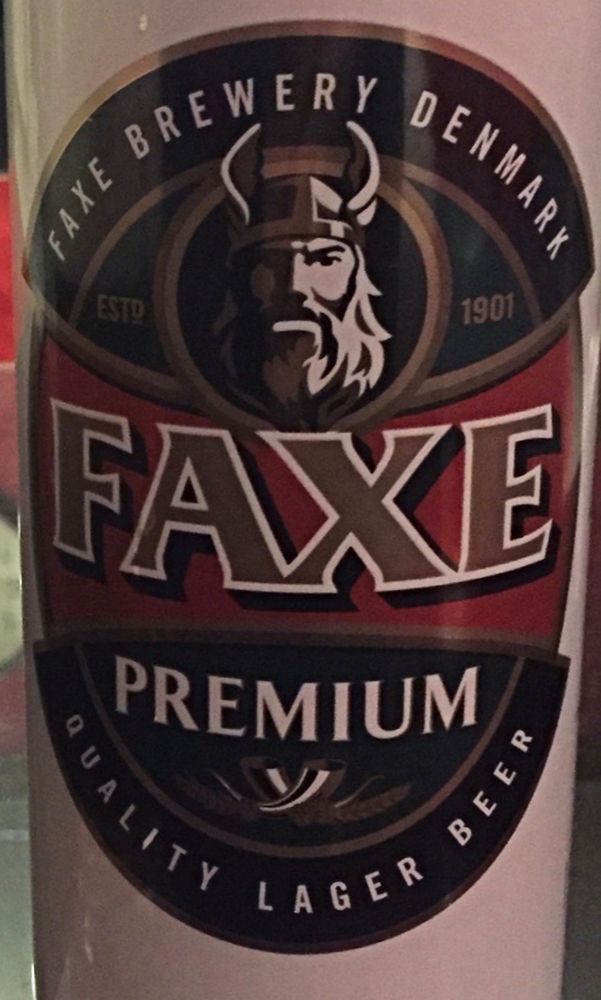 FAXE BREWERY DENMARK
ESTD 1901
FAXE
PREMIUM
QUALITY LAGER BEER